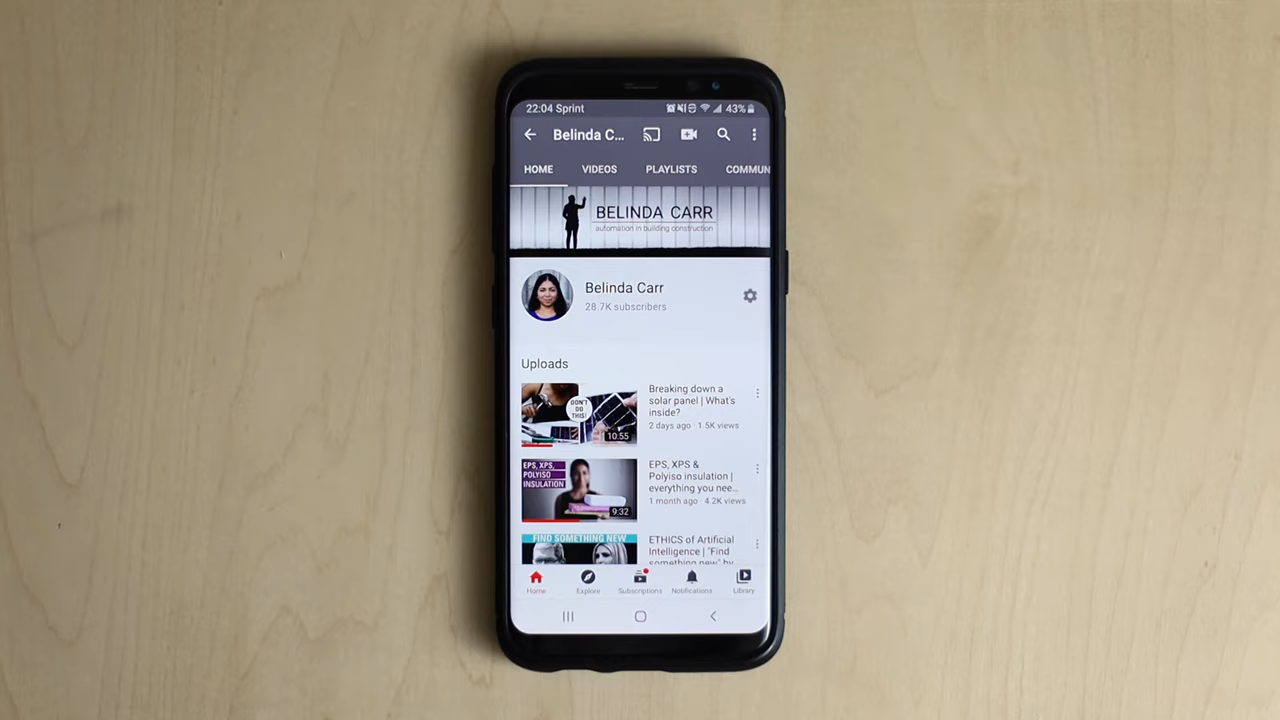 22:04 Sprint 43%
Belinda C...
HOME VIDEOS PLAYLISTS COMMUN
BELINDA CARR
automation in building construction
Belinda Carr
28.7K subscribers
Uploads
DON'T
DO
THIS!
10:55
Breaking down a
solar panel | What's
inside?
2 days ago · 1.5K views
EPS, XPS,
POLYISO
INSULATION
9:32
EPS, XPS &
Polyiso insulation |
everything you nee...
1 month ago · 4.2K views
FIND SOMETHING NEW
ETHICS of Artificial
Intelligence | "Find
something new" by
Home Explore Subscriptions Notifications Library